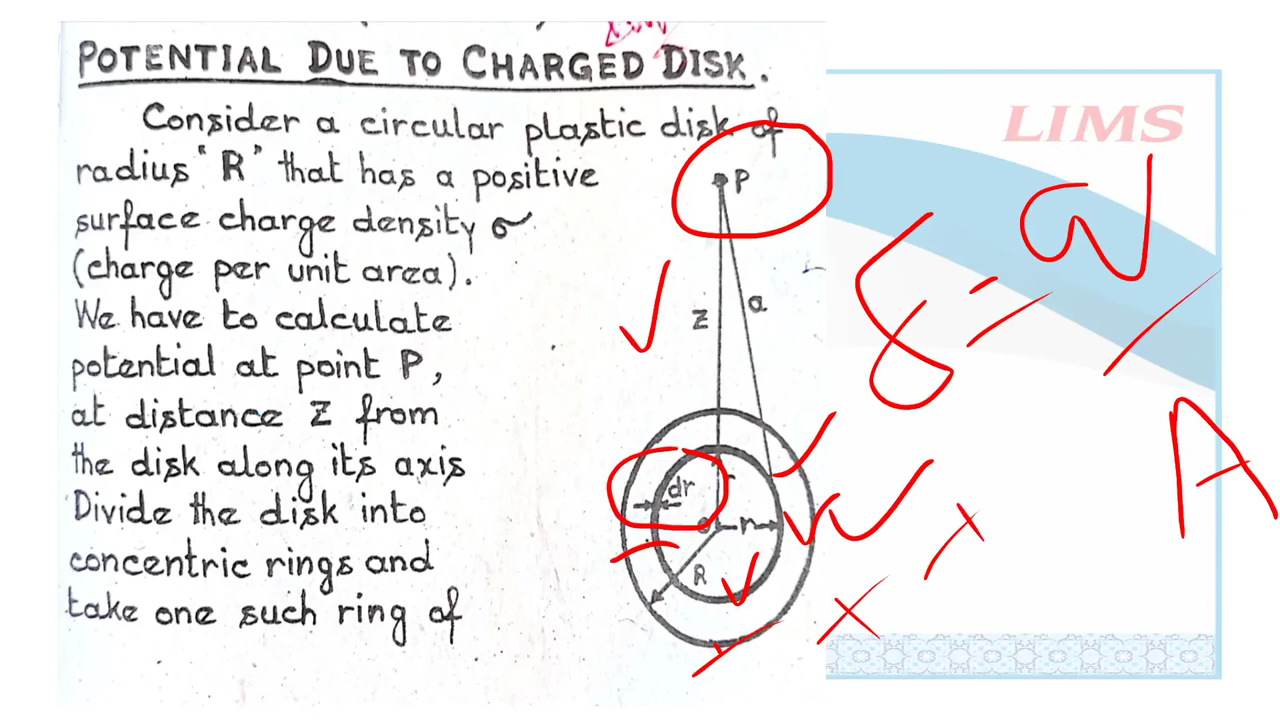 POTENTIAL DUE TO CHARGED DISK.
Consider a circular plastic disk of
radius "R" that has a positive
surface charge density σ
(charge per unit area).
We have to calculate
potential at point P,
at distance Z from
the disk along its axis
Divide the disk into
concentric rings and
take one such ring of
P
Z
a
dr
r
R
LIMS
A